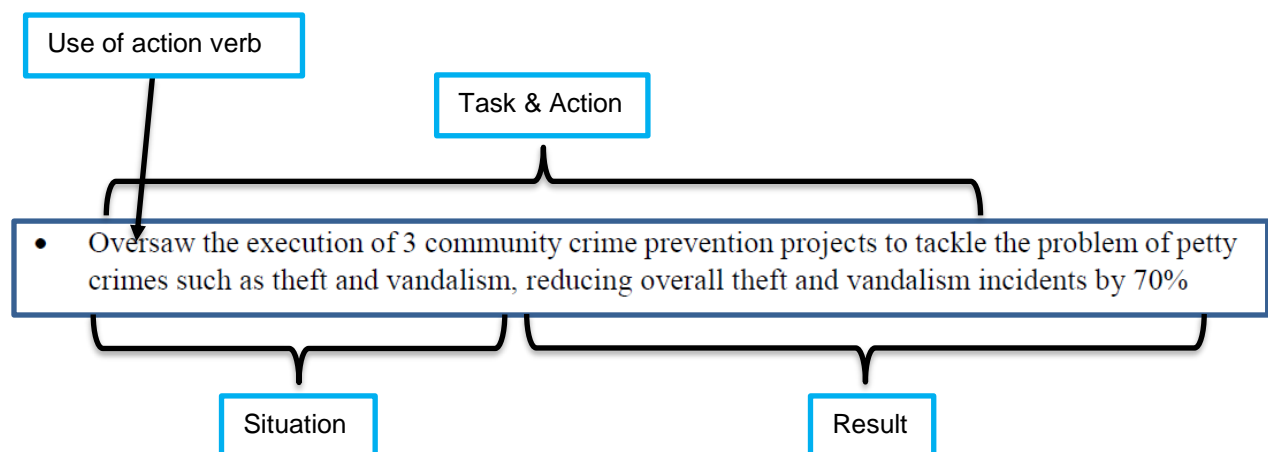 Use of action verb
Task & Action
• Oversaw the execution of 3 community crime prevention projects to tackle the problem of petty
crimes such as theft and vandalism, reducing overall theft and vandalism incidents by 70%
Situation
Result